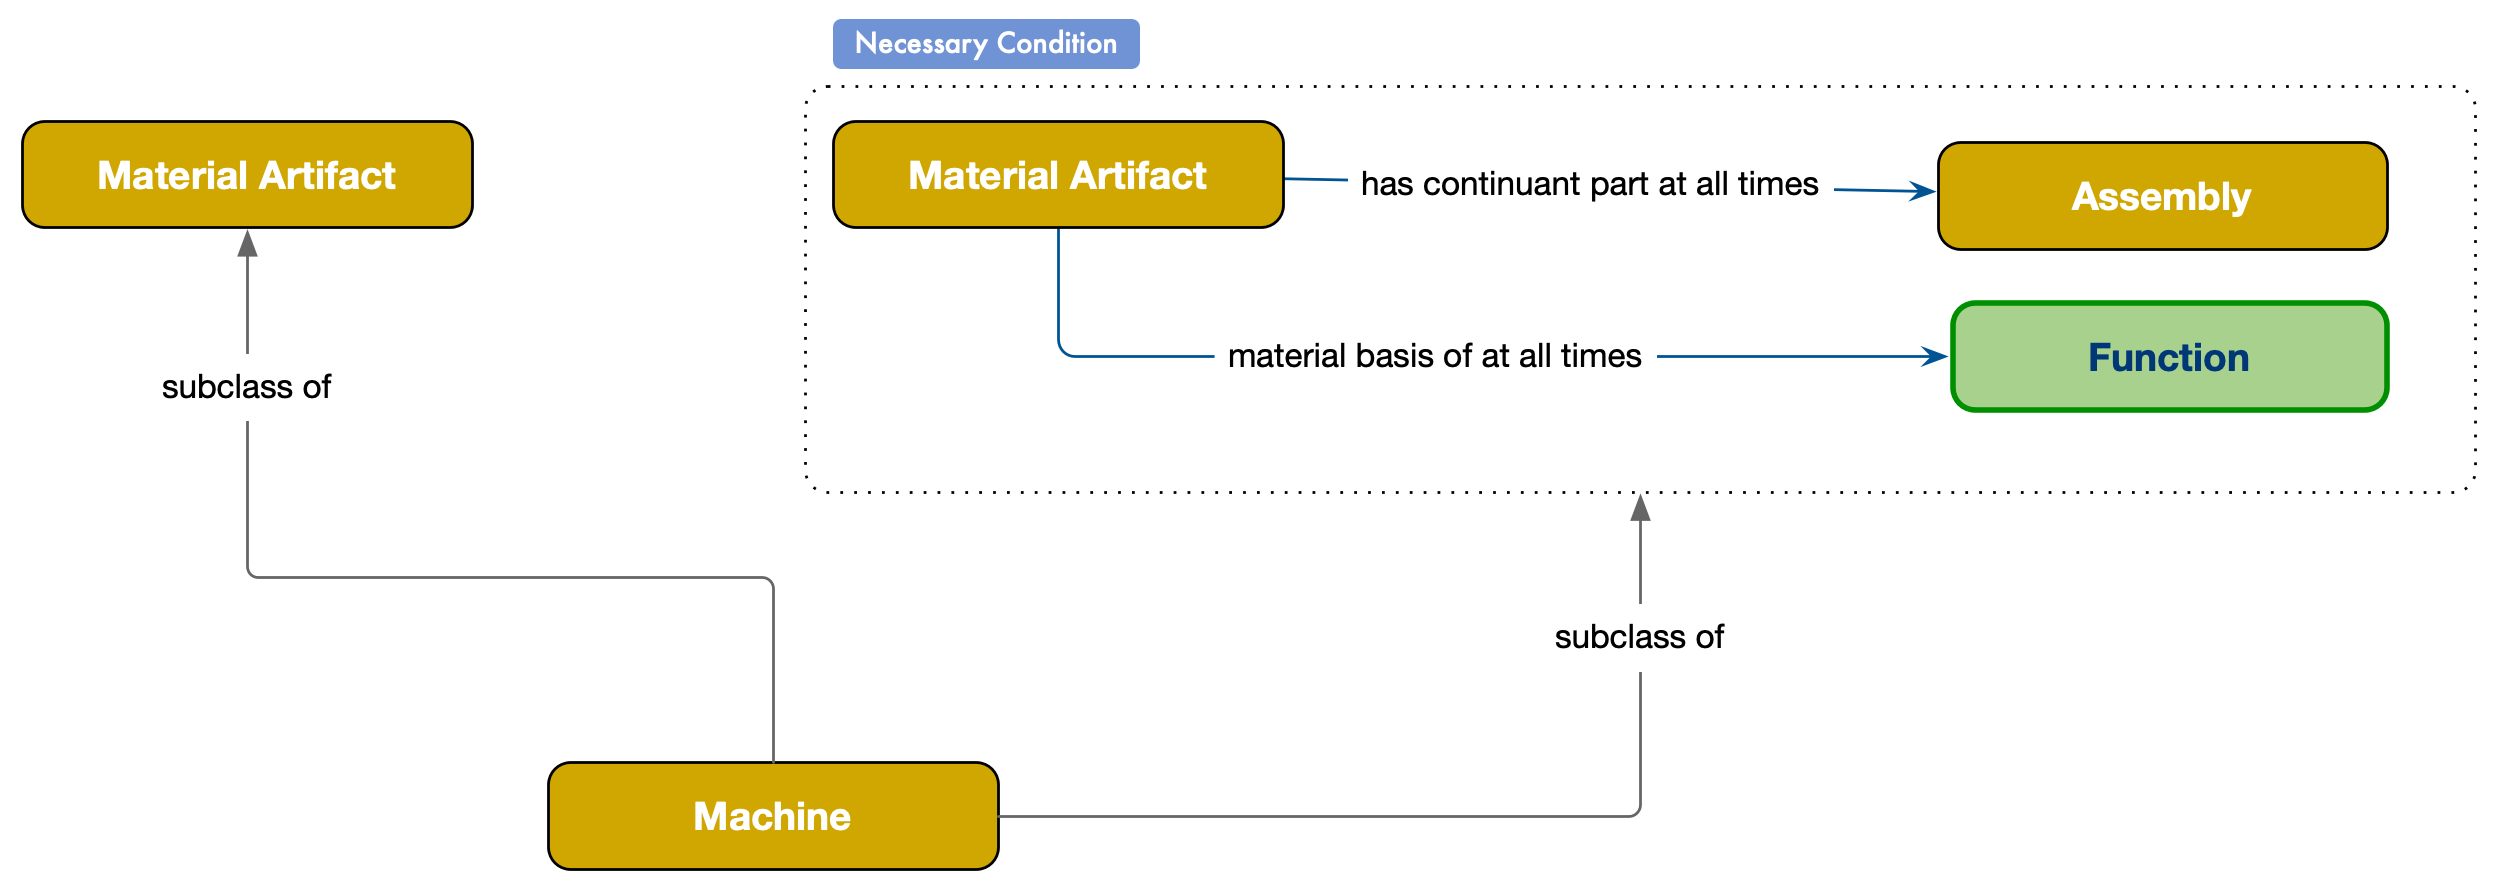 Necessary Condition
Material Artifact
Material Artifact
has continuant part at all times
Assembly
material basis of at all times
Function
subclass of
subclass of
Machine